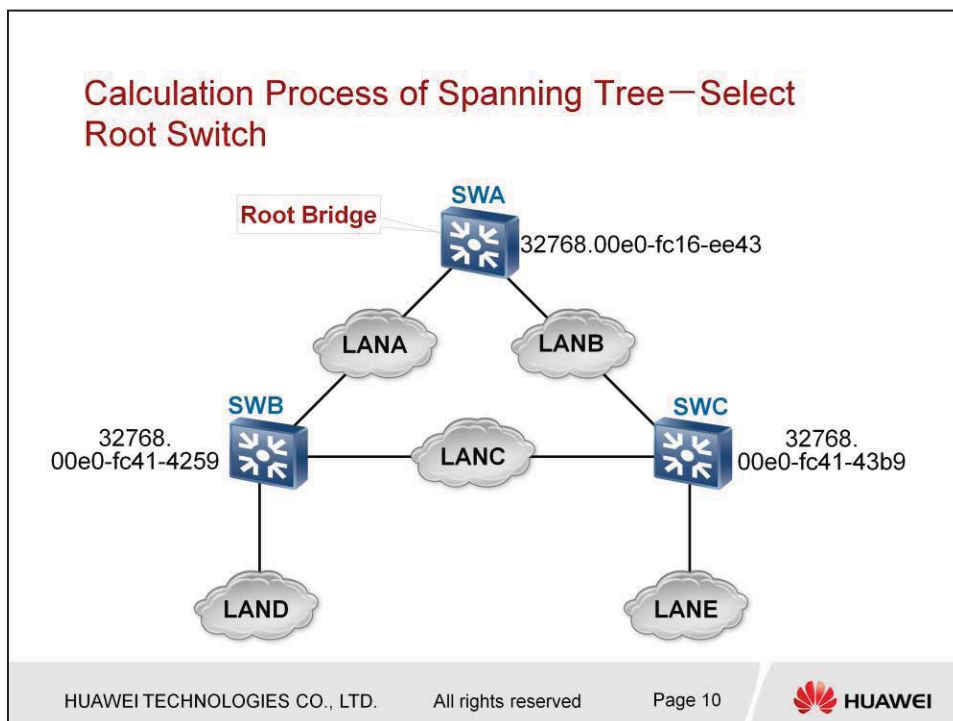 Calculation Process of Spanning Tree—Select
Root Switch
SWA
Root Bridge
32768.00e0-fc16-ee43
LANA
LANB
SWB
SWC
32768.
00e0-fc41-4259
LANC
32768.
00e0-fc41-43b9
LAND
LANE
HUAWEI TECHNOLOGIES CO., LTD.
All rights reserved
Page 10
HUAWEI